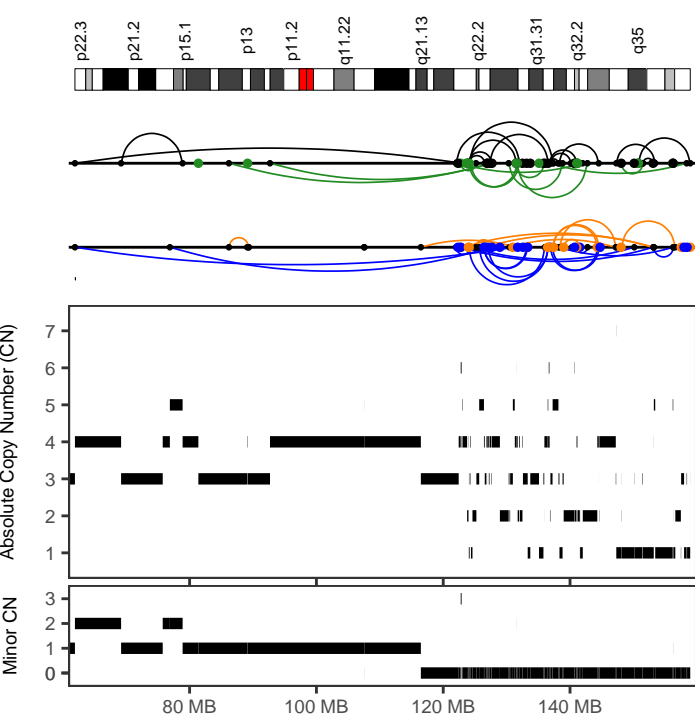 p22.3 p21.2 p15.1 p13 p11.2 q11.22 q21.13 q22.2 q31.31 q32.2 q35
Absolute Copy Number (CN)
7
6
5
4
3
2
1
Minor CN
3
2
1
0
80 MB 100 MB 120 MB 140 MB